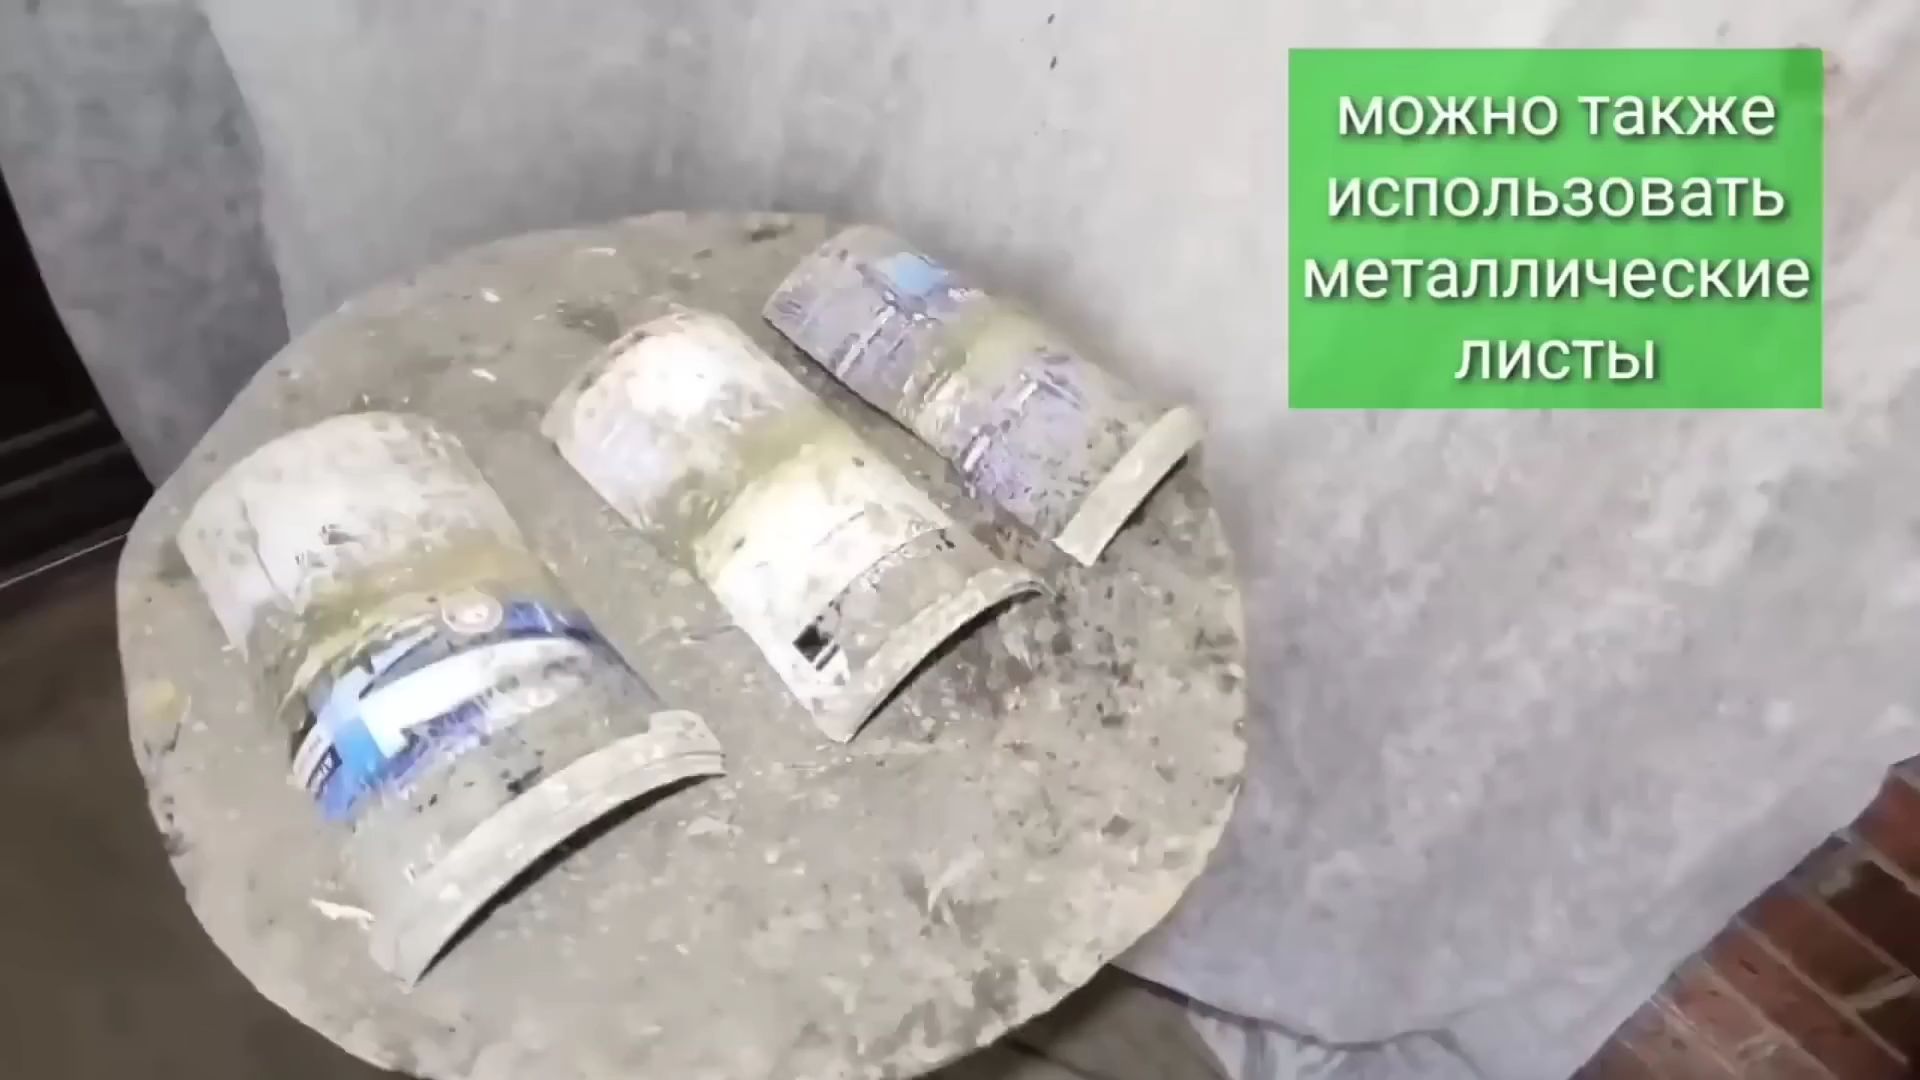 можно также
использовать
металлические
листы